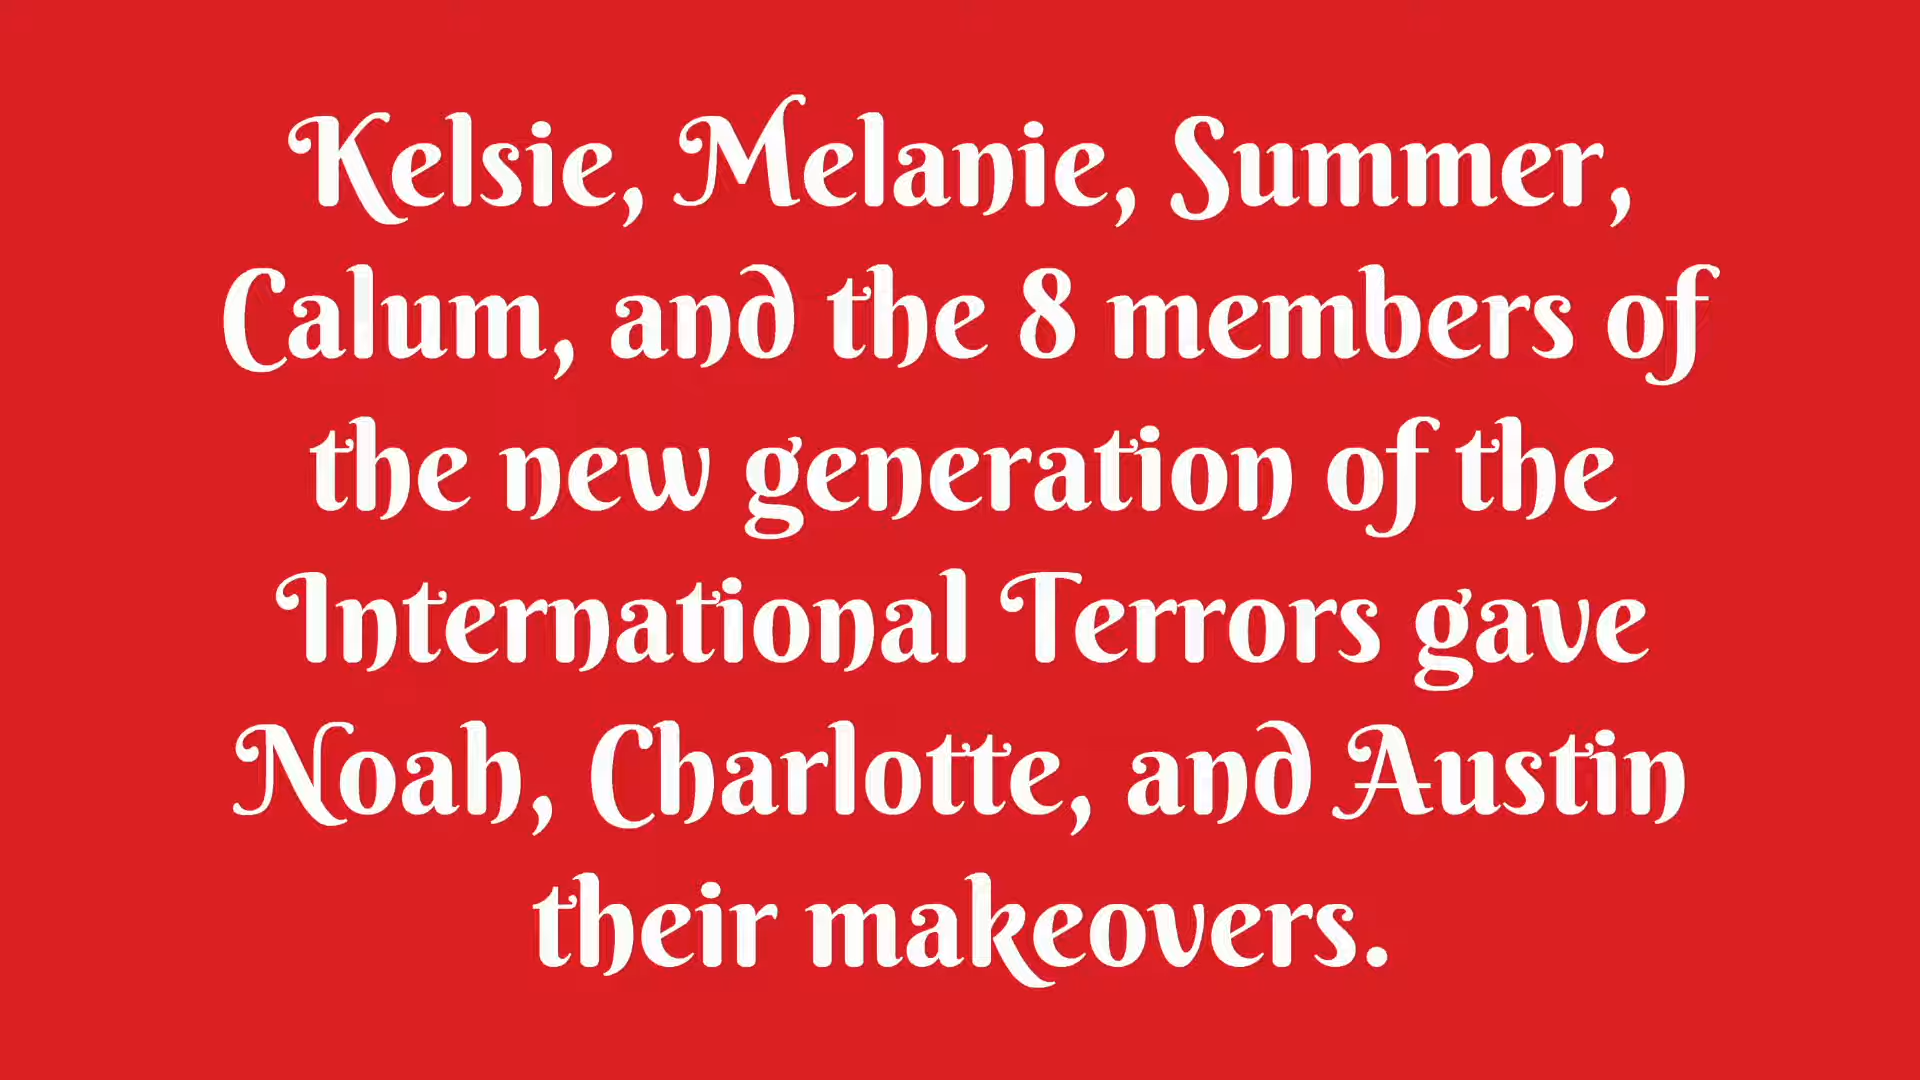 Kelsie, Melanie, Summer,
Calum, and the 8 members of
the new generation of the
International Terrors gave
Noah, Charlotte, and Austin
their makeovers.